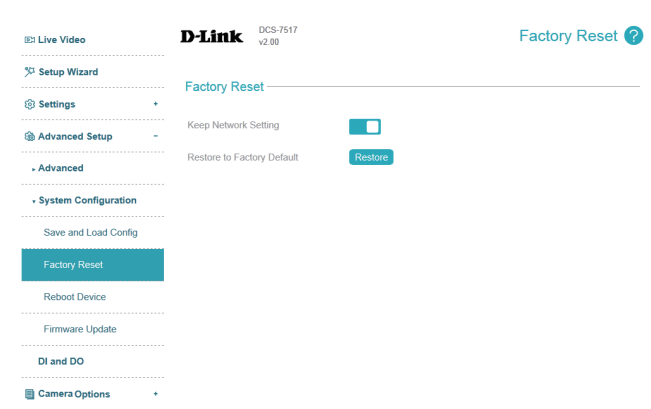 Live Video
Setup Wizard
Settings +
Advanced Setup -
Advanced
System Configuration
Save and Load Config
Factory Reset
Reboot Device
Firmware Update
DI and DO
Camera Options +
D-Link
DCS-7517
v2.00
Factory Reset ?
Factory Reset
Keep Network Setting
Restore to Factory Default Restore